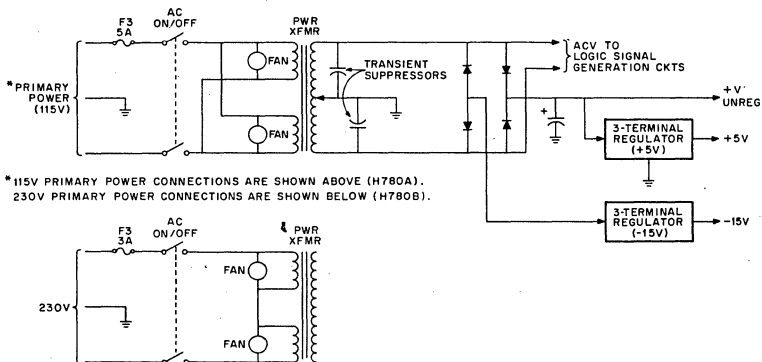 F3
5A
AC
ON/OFF
PWR
XFMR
FAN
TRANSIENT
SUPPRESSORS
ACV TO
LOGIC SIGNAL
GENERATION CKTS
*PRIMARY
POWER
(115V)
FAN
+
+V
UNREG
3-TERMINAL
REGULATOR
(+5V)
+5V
*115V PRIMARY POWER CONNECTIONS ARE SHOWN ABOVE (H780A).
230V PRIMARY POWER CONNECTIONS ARE SHOWN BELOW (H780B).
3-TERMINAL
REGULATOR
(-15V)
-15V
F3
3A
AC
ON/OFF
PWR
XFMR
FAN
230V
FAN